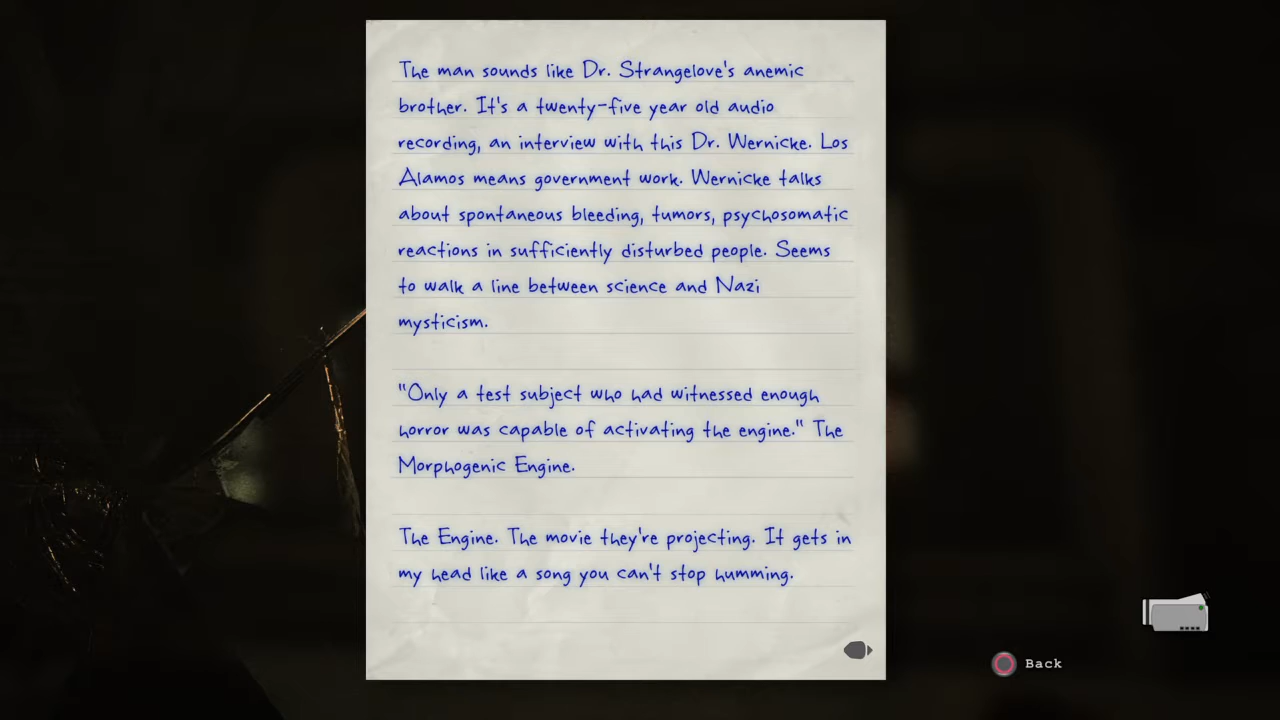 The man sounds like Dr. Strangelove's anemic
brother. It's a twenty-five year old audio
recording, an interview with this Dr. Wernicke. Los
Alamos means government work. Wernicke talks
about spontaneous bleeding, tumors, psychosomatic
reactions in sufficiently disturbed people. Seems
to walk a line between science and Nazi
mysticism.
"Only a test subject who had witnessed enough
horror was capable of activating the engine." The
Morphogenic Engine.
The Engine. The movie they're projecting. It gets in
my head like a song you can't stop humming.
Back